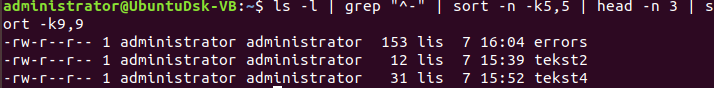 administrator@UbuntuDsk-VB:~$ ls -l | grep "^-" | sort -n -k5,5 | head -n 3 | s
ort -k9,9
-rw-r--r-- 1 administrator administrator  153 lis  7 16:04 errors
-rw-r--r-- 1 administrator administrator   12 lis  7 15:39 tekst2
-rw-r--r-- 1 administrator administrator   31 lis  7 15:52 tekst4